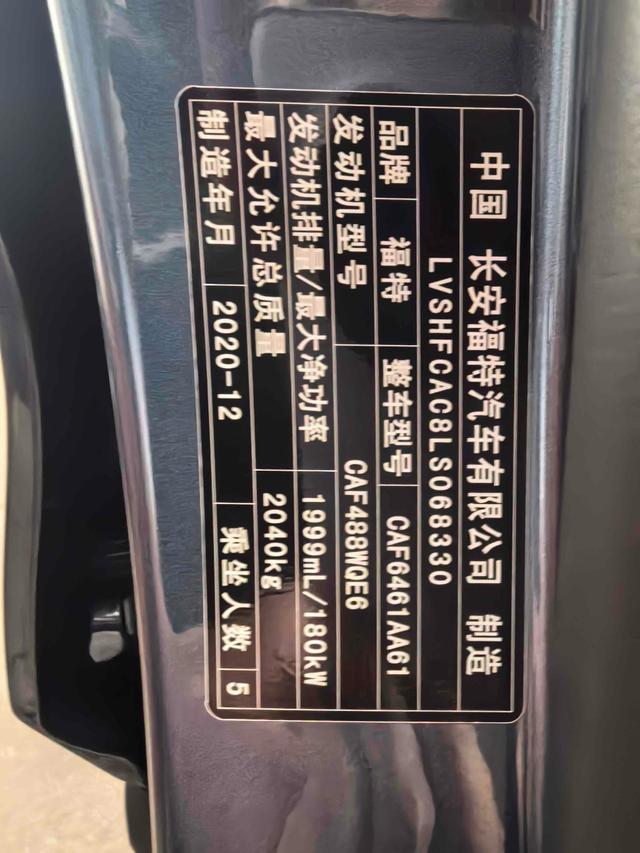 中国 长安福特汽车有限公司 制造
LVSHFCAC8LS068330
品牌 福特 整车型号 CAF6461AA61
发动机型号 CAF488WQE6
发动机排量/最大净功率 1999mL/180kW
最大允许总质量 2040kg
制造年月 2020-12 乘坐人数 5